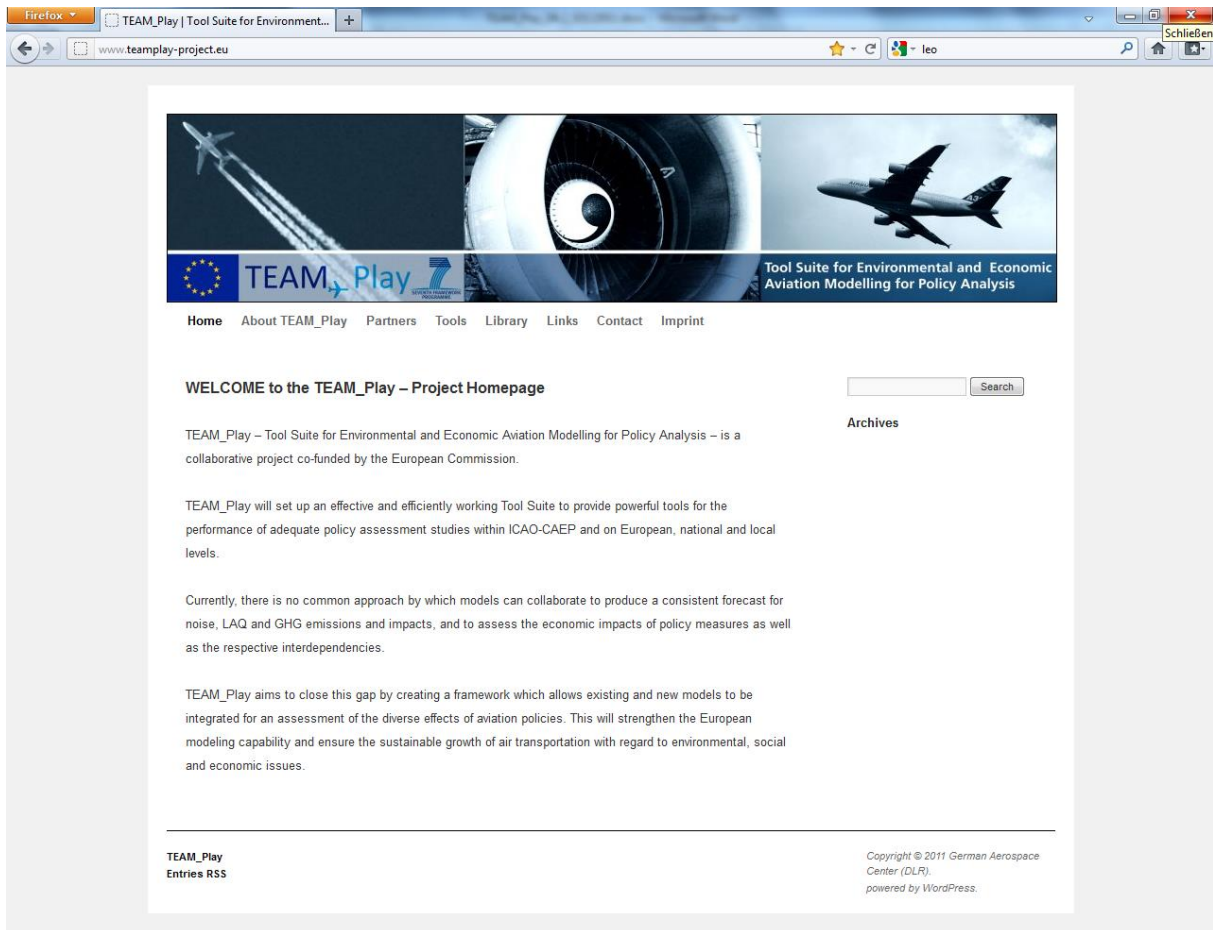 Firefox
TEAM_Play | Tool Suite for Environment...
Schließen
www.teamplay-project.eu
leo
TEAM Play
SEVENTH FRAMEWORK
PROGRAMME
Tool Suite for Environmental and Economic
Aviation Modelling for Policy Analysis
Home About TEAM_Play Partners Tools Library Links Contact Imprint
WELCOME to the TEAM_Play – Project Homepage
Search
Archives
TEAM_Play – Tool Suite for Environmental and Economic Aviation Modelling for Policy Analysis – is a
collaborative project co-funded by the European Commission.
TEAM_Play will set up an effective and efficiently working Tool Suite to provide powerful tools for the
performance of adequate policy assessment studies within ICAO-CAEP and on European, national and local
levels.
Currently, there is no common approach by which models can collaborate to produce a consistent forecast for
noise, LAQ and GHG emissions and impacts, and to assess the economic impacts of policy measures as well
as the respective interdependencies.
TEAM_Play aims to close this gap by creating a framework which allows existing and new models to be
integrated for an assessment of the diverse effects of aviation policies. This will strengthen the European
modeling capability and ensure the sustainable growth of air transportation with regard to environmental, social
and economic issues.
TEAM_Play
Entries RSS
Copyright © 2011 German Aerospace
Center (DLR).
powered by WordPress.